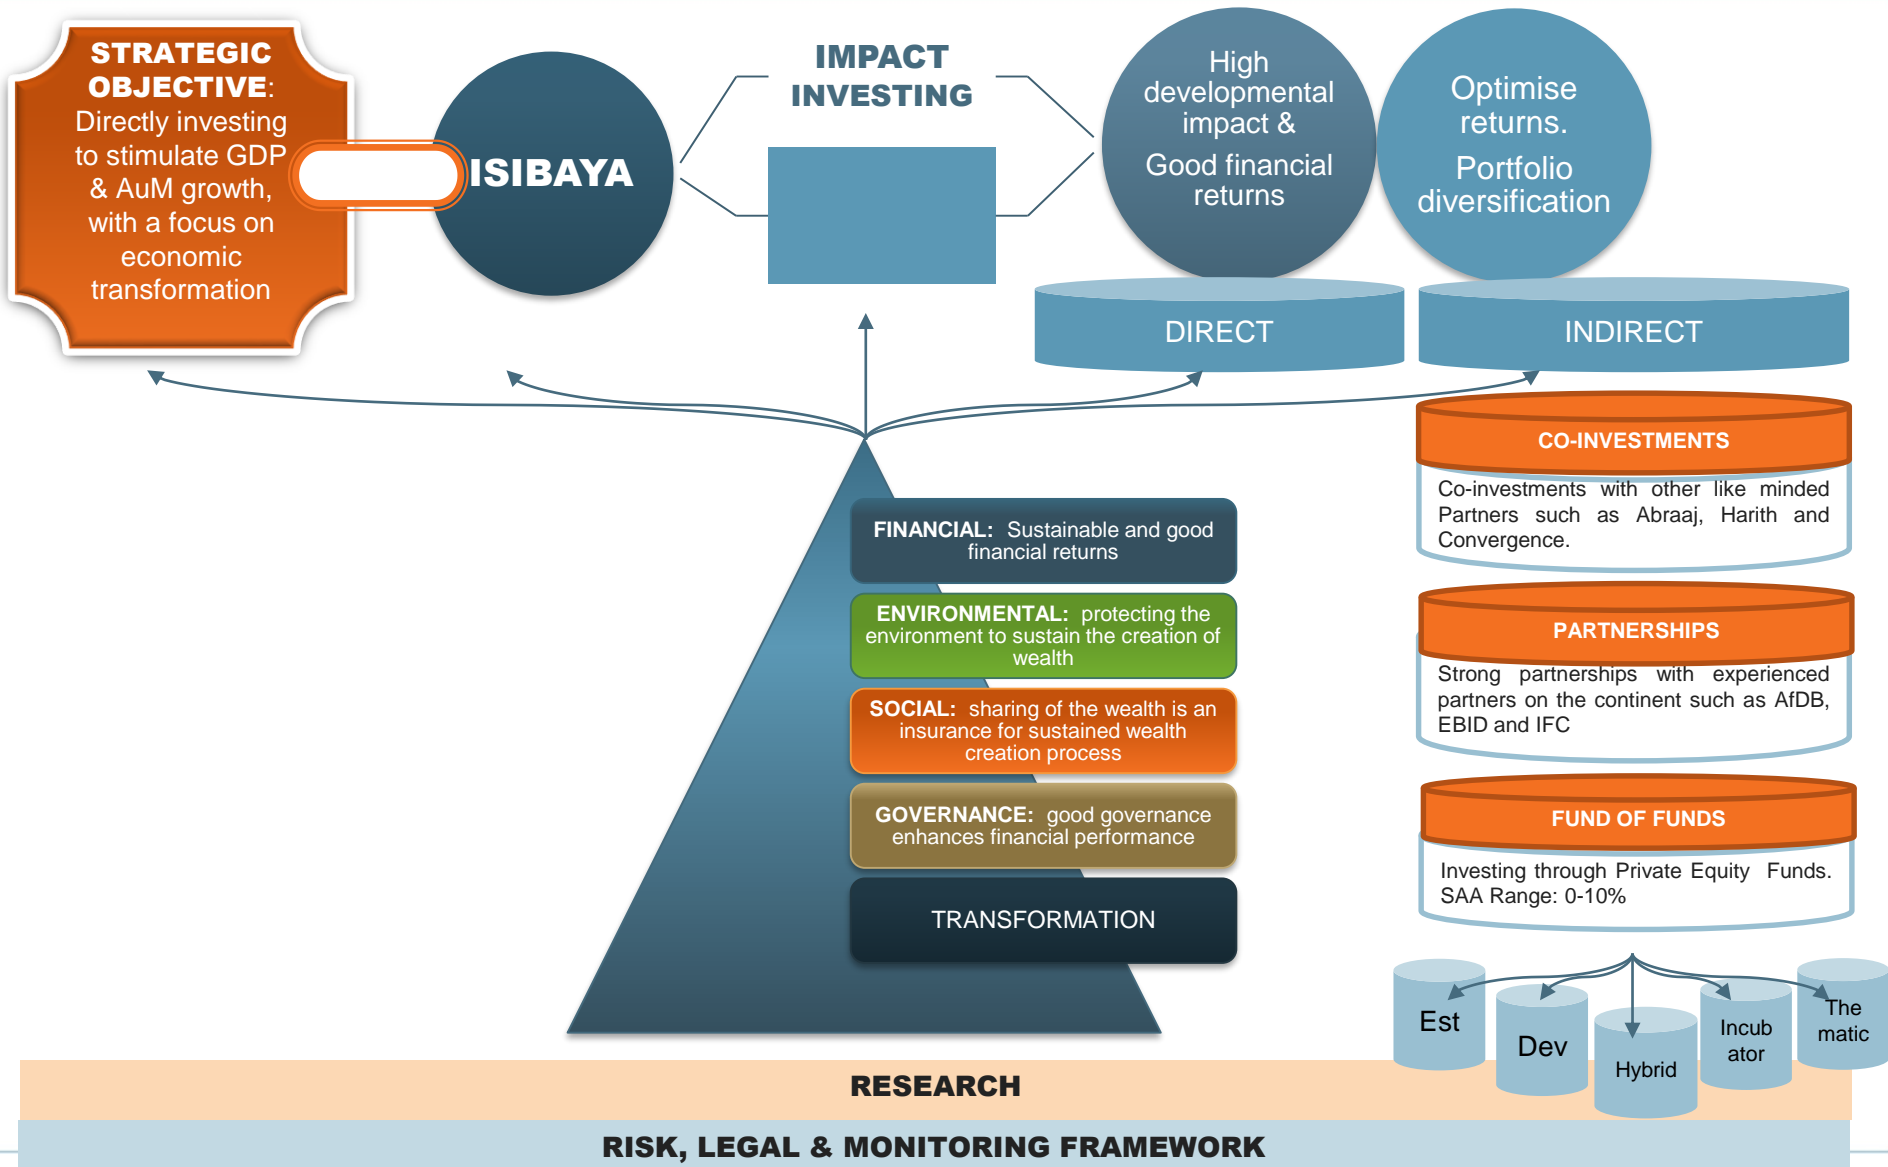 STRATEGIC
OBJECTIVE:
Directly investing
to stimulate GDP
& AuM growth,
with a focus on
economic
transformation
ISIBAYA
IMPACT
INVESTING
High
developmental
impact &
Good financial
returns
Optimise
returns.
Portfolio
diversification
DIRECT
INDIRECT
FINANCIAL: Sustainable and good
financial returns
ENVIRONMENTAL: protecting the
environment to sustain the creation of
wealth
SOCIAL: sharing of the wealth is an
insurance for sustained wealth
creation process
GOVERNANCE: good governance
enhances financial performance
TRANSFORMATION
CO-INVESTMENTS
Co-investments with other like minded
Partners such as Abraaj, Harith and
Convergence.
PARTNERSHIPS
Strong partnerships with experienced
partners on the continent such as AfDB,
EBID and IFC
FUND OF FUNDS
Investing through Private Equity Funds.
SAA Range: 0-10%
Est
Dev
Hybrid
Incub
ator
The
matic
RESEARCH
RISK, LEGAL & MONITORING FRAMEWORK